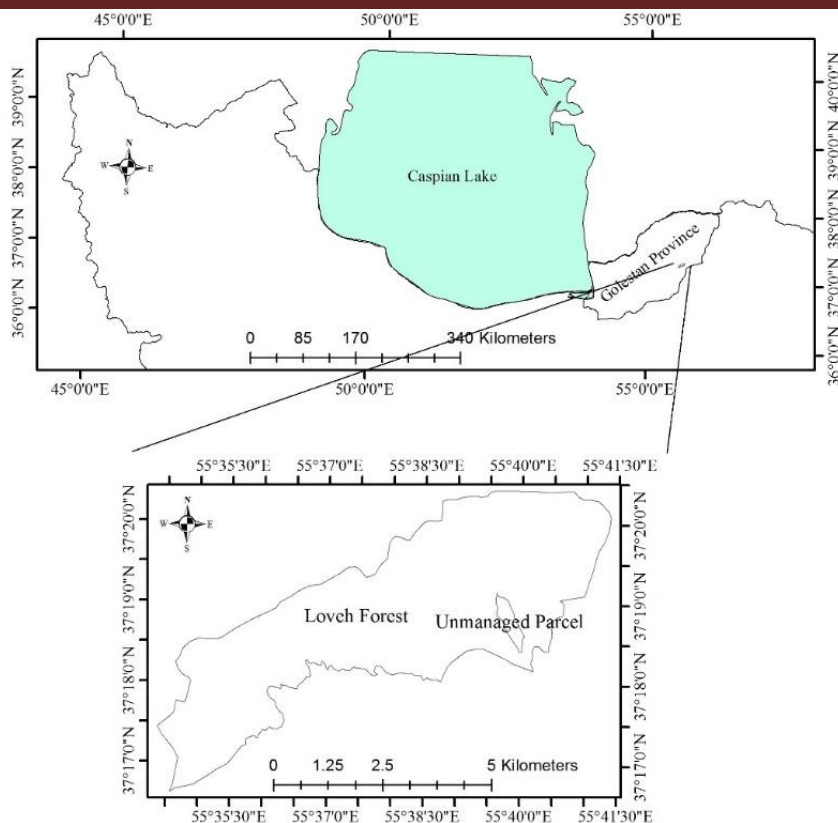 45°0'0"E 50°0'0"E 55°0'0"E
39°0'0"N
38°0'0"N
37°0'0"N
36°0'0"N
N
W E
S
Caspian Lake
Golestan Province
40°0'0"N
39°0'0"N
38°0'0"N
37°0'0"N
36°0'0"N
0 85 170 340 Kilometers
45°0'0"E 50°0'0"E 55°0'0"E
55°35'30"E 55°37'0"E 55°38'30"E 55°40'0"E 55°41'30"E
37°20'0"N
37°19'0"N
37°18'0"N
37°17'0"N
N
W E
S
Loveh Forest
Unmanaged Parcel
37°20'0"N
37°19'0"N
37°18'0"N
37°17'0"N
0 1.25 2.5 5 Kilometers
55°35'30"E 55°37'0"E 55°38'30"E 55°40'0"E 55°41'30"E